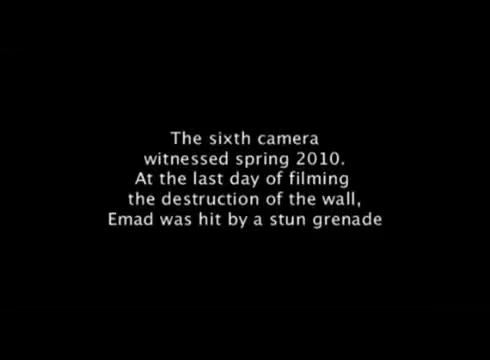 The sixth camera
witnessed spring 2010.
At the last day of filming
the destruction of the wall,
Emad was hit by a stun grenade